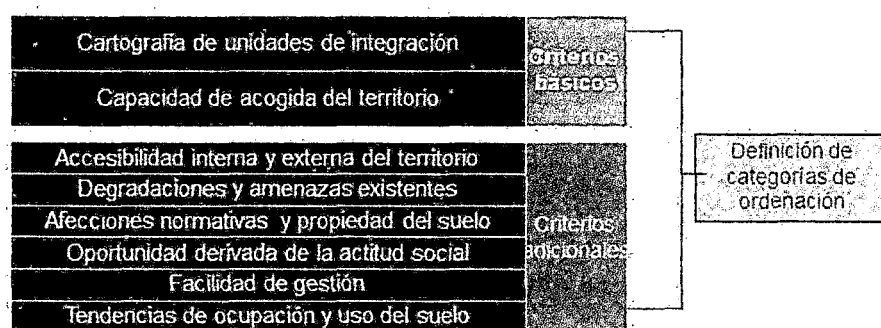 Cartografía de unidades de integración
Capacidad de acogida del territorio
Criterios
básicos
Accesibilidad interna y externa del territorio
Degradaciones y amenazas existentes
Afecciones normativas y propiedad del suelo
Oportunidad derivada de la actitud social
Facilidad de gestión
Tendencias de ocupación y uso del suelo
Criterios
adicionales
Definición de
categorías de
ordenación